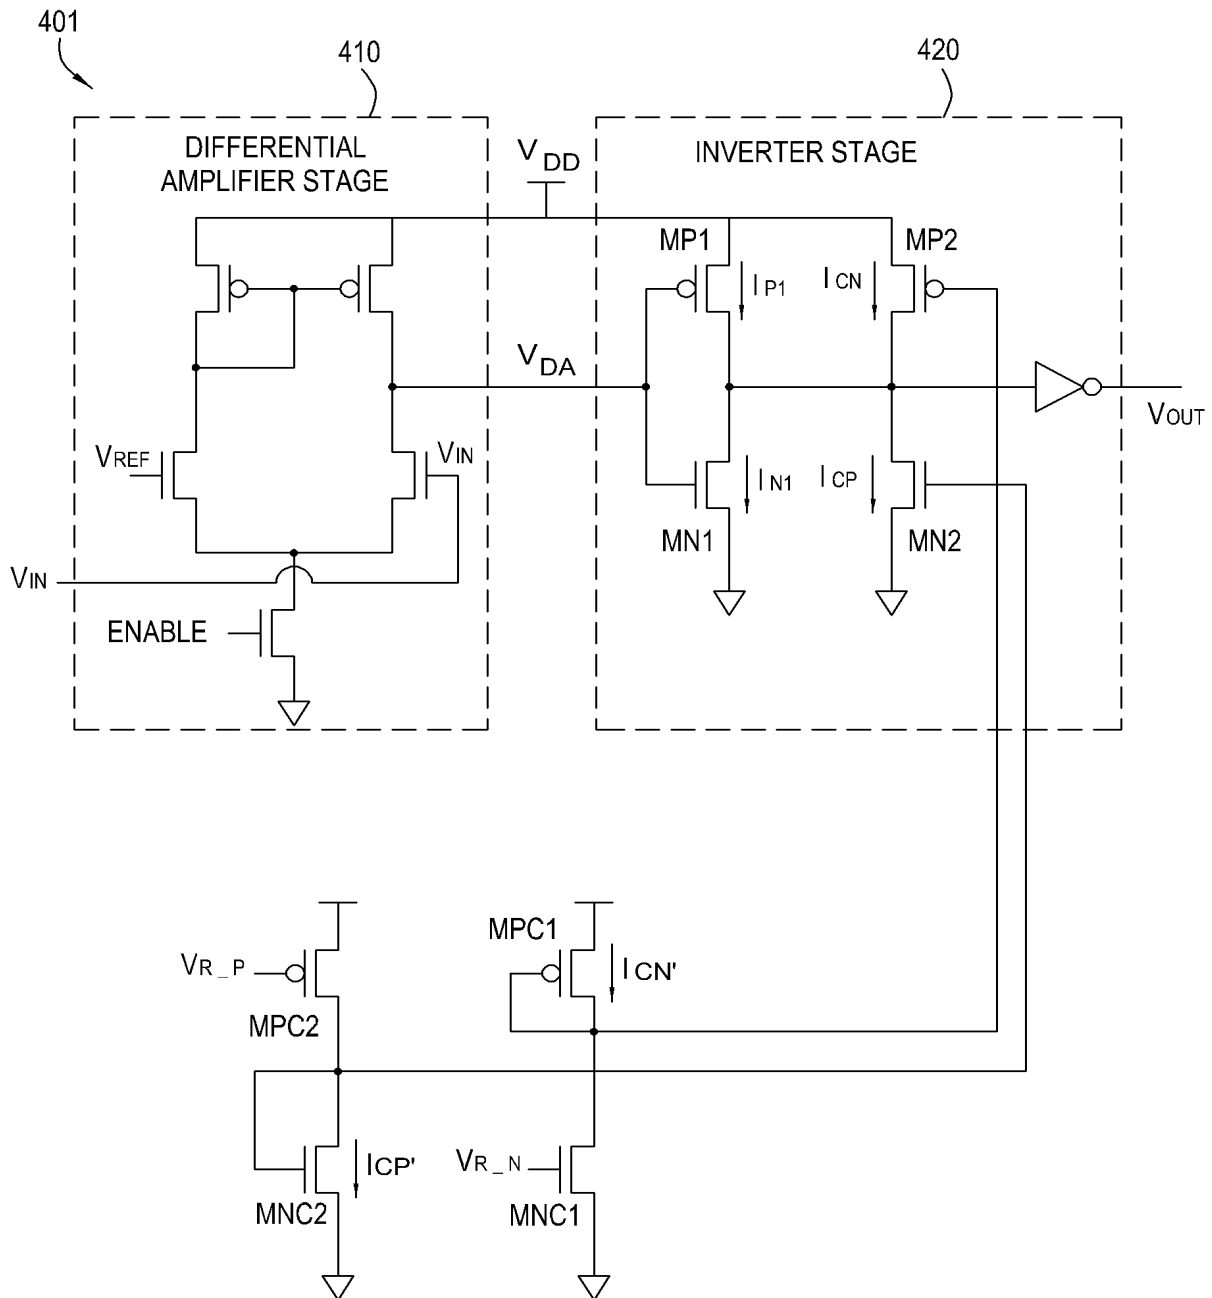 401
410
420
DIFFERENTIAL
AMPLIFIER STAGE
VDD
INVERTER STAGE
MP1
MP2
IP1
ICN
VDA
VREF
VIN
VOUT
IN1
ICP
MN1
MN2
VIN
ENABLE
MPC1
VR_P
ICN'
MPC2
ICP'
VR_N
MNC2
MNC1